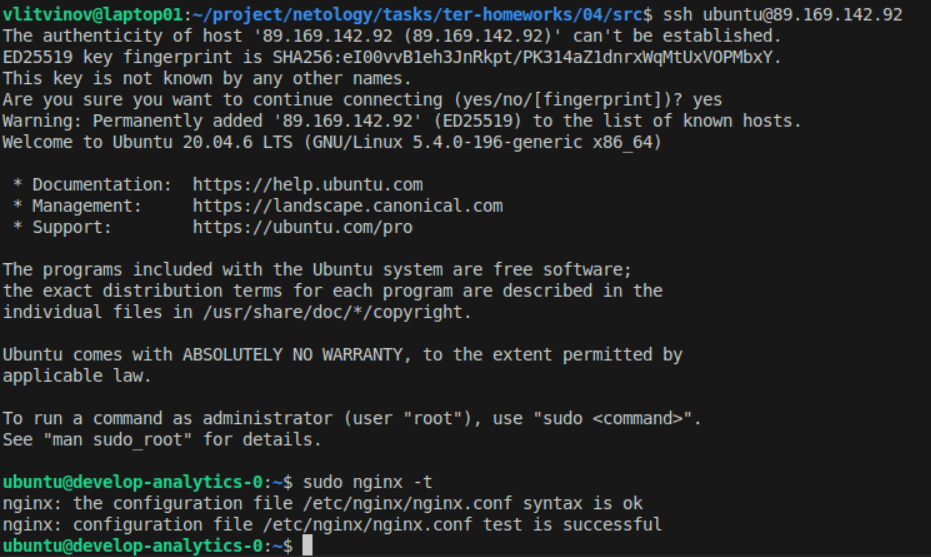 vlitvinov@laptop01:~/project/netology/tasks/ter-homeworks/04/src$ ssh ubuntu@89.169.142.92
The authenticity of host '89.169.142.92 (89.169.142.92)' can't be established.
ED25519 key fingerprint is SHA256:eI00vvB1eh3JnRkpt/PK314aZ1dnrxWqMtUxVOPMbxY.
This key is not known by any other names.
Are you sure you want to continue connecting (yes/no/[fingerprint])? yes
Warning: Permanently added '89.169.142.92' (ED25519) to the list of known hosts.
Welcome to Ubuntu 20.04.6 LTS (GNU/Linux 5.4.0-196-generic x86_64)

 * Documentation:  https://help.ubuntu.com
 * Management:     https://landscape.canonical.com
 * Support:        https://ubuntu.com/pro

The programs included with the Ubuntu system are free software;
the exact distribution terms for each program are described in the
individual files in /usr/share/doc/*/copyright.

Ubuntu comes with ABSOLUTELY NO WARRANTY, to the extent permitted by
applicable law.

To run a command as administrator (user "root"), use "sudo <command>".
See "man sudo_root" for details.

ubuntu@develop-analytics-0:~$ sudo nginx -t
nginx: the configuration file /etc/nginx/nginx.conf syntax is ok
nginx: configuration file /etc/nginx/nginx.conf test is successful
ubuntu@develop-analytics-0:~$